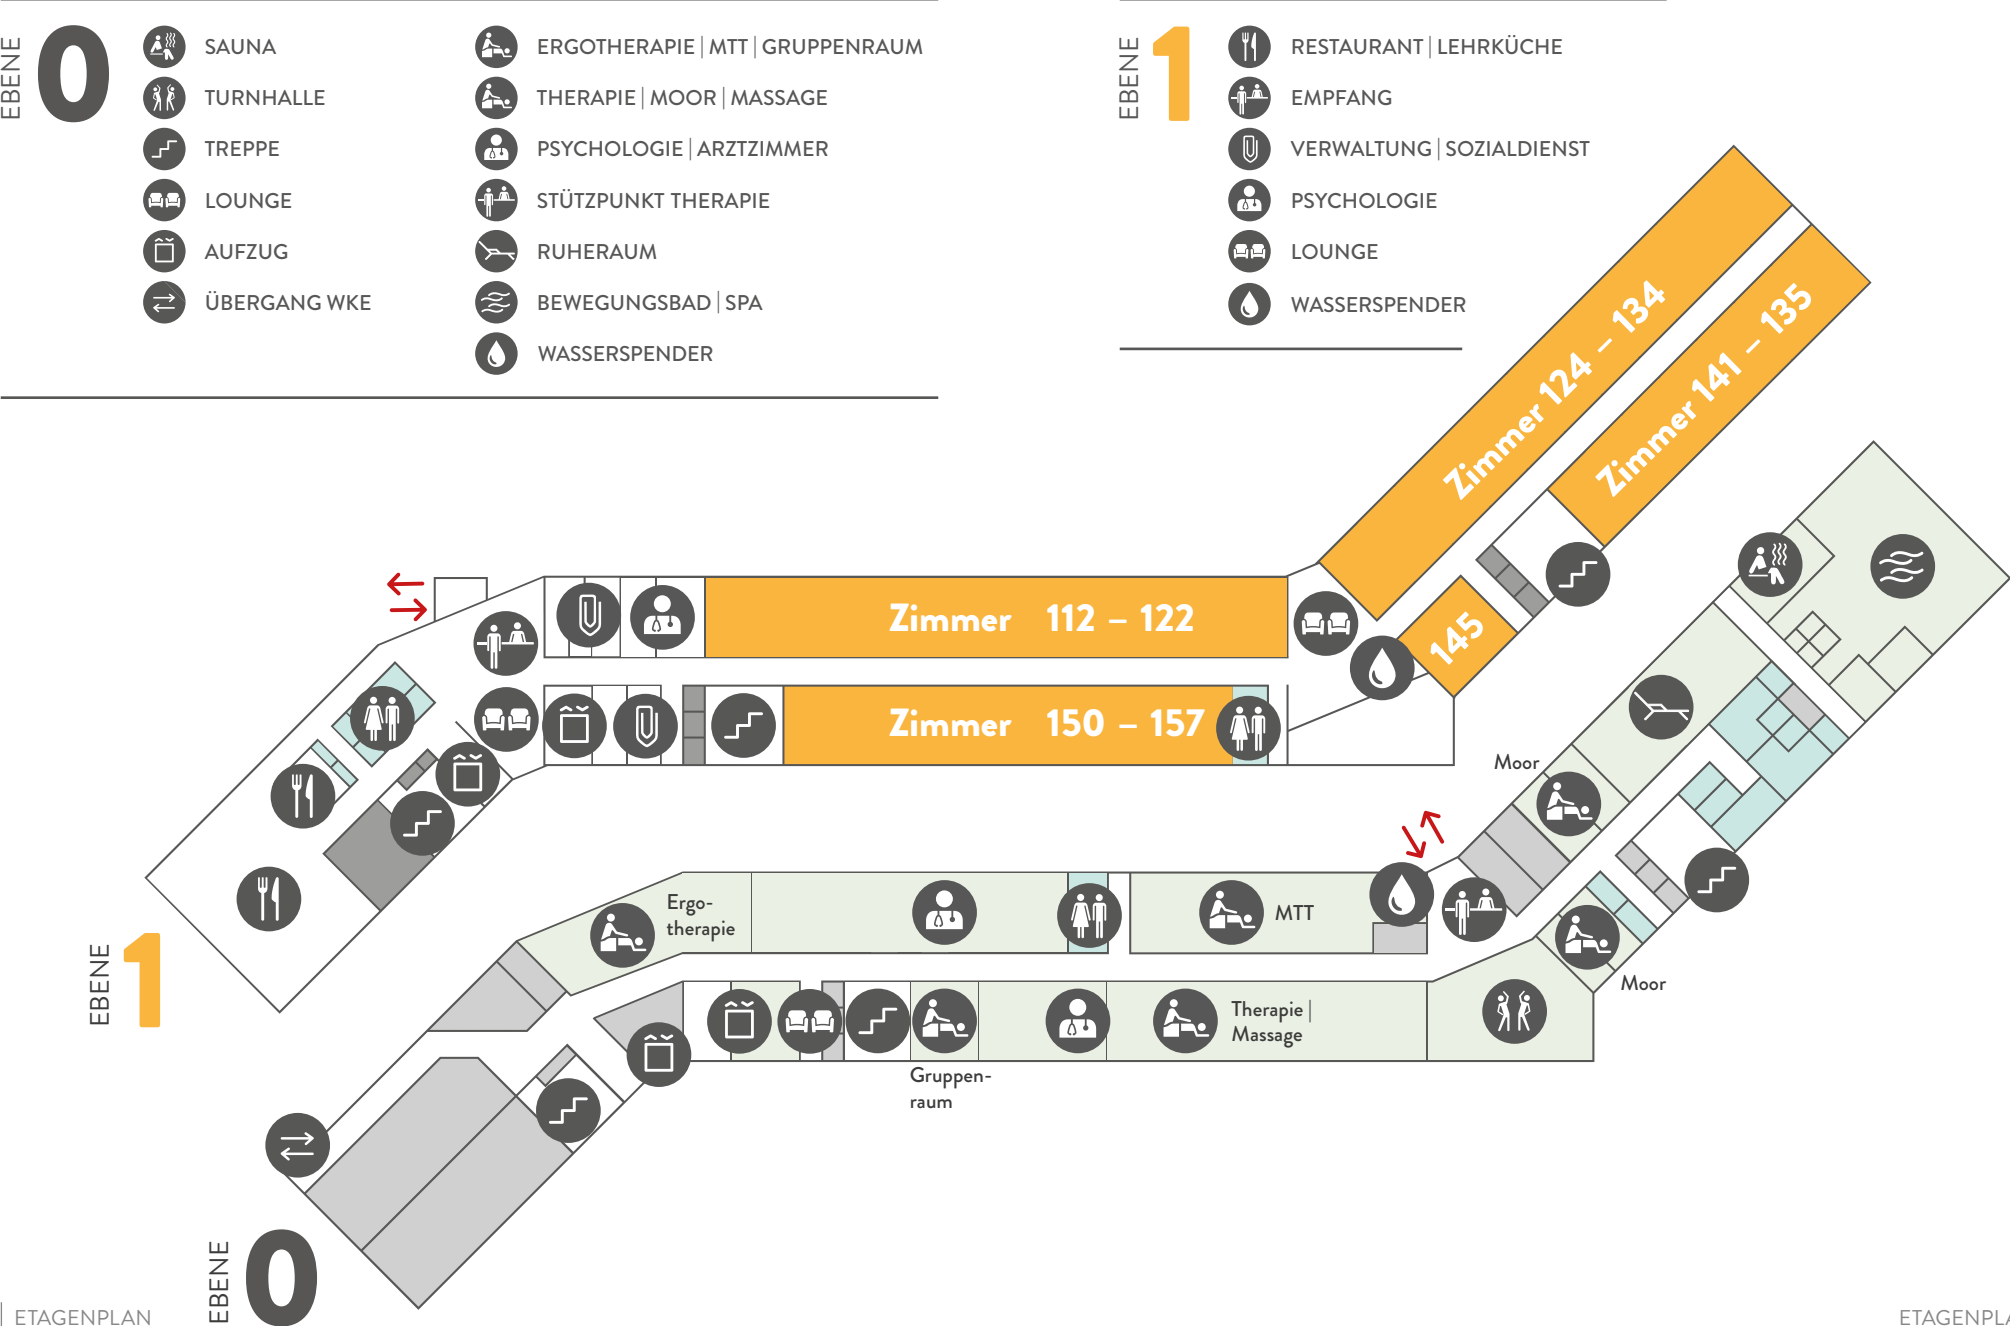 EBENE 0
SAUNA
TURNHALLE
TREPPE
LOUNGE
AUFZUG
ÜBERGANG WKE
ERGOTHERAPIE | MTT | GRUPPENRAUM
THERAPIE | MOOR | MASSAGE
PSYCHOLOGIE | ARZTZIMMER
STÜTZPUNKT THERAPIE
RUHERAUM
BEWEGUNGSBAD | SPA
WASSERSPENDER
EBENE 1
RESTAURANT | LEHRKÜCHE
EMPFANG
VERWALTUNG | SOZIALDIENST
PSYCHOLOGIE
LOUNGE
WASSERSPENDER
Zimmer 124 – 134
Zimmer 141 – 135
Zimmer 112 – 122
145
Zimmer 150 – 157
Moor
Ergo-
therapie
MTT
Moor
Therapie |
Massage
Gruppen-
raum
EBENE 1
EBENE 0
ETAGENPLAN
ETAGENPLA